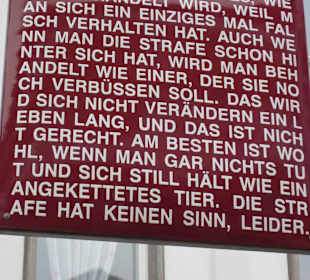 HANDELT WIRD, WEIL M
AN SICH EIN EINZIGES MAL FAL
SCH VERHALTEN HAT. AUCH WE
NN MAN DIE STRAFE SCHON HI
NTER SICH HAT, WIRD MAN BEH
ANDELT WIE EINER, DER SIE NO
CH VERBÜSSEN SOLL. DAS WIR
D SICH NICHT VERÄNDERN EIN L
EBEN LANG, UND DAS IST NICH
T GERECHT. AM BESTEN IST WO
HL, WENN MAN GAR NICHTS TU
T UND SICH STILL HÄLT WIE EIN
ANGEKETTETES TIER. DIE STR
AFE HAT KEINEN SINN, LEIDER.